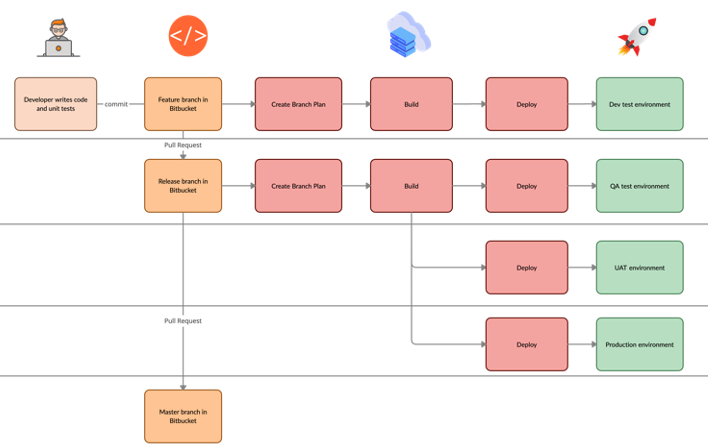 </>
Developer writes code
and unit tests
commit
Feature branch in
Bitbucket
Create Branch Plan
Build
Deploy
Dev test environment
Pull Request
Release branch in
Bitbucket
Create Branch Plan
Build
Deploy
QA test environment
Deploy
UAT environment
Pull Request
Deploy
Production environment
Master branch in
Bitbucket